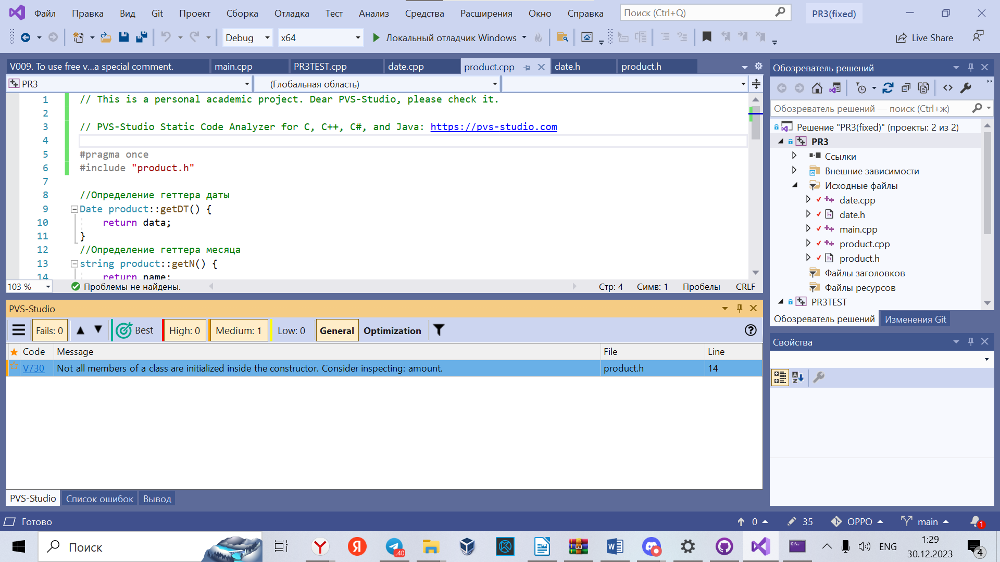 Файл Правка Вид Git Проект Сборка Отладка Тест Анализ Средства Расширения Окно Справка Поиск (Ctrl+Q) PR3(fixed)
Debug x64 Локальный отладчик Windows Live Share
V009. To use free v...a special comment. main.cpp PR3TEST.cpp date.cpp product.cpp date.h product.h
PR3 (Глобальная область)
1 // This is a personal academic project. Dear PVS-Studio, please check it.
2
3 // PVS-Studio Static Code Analyzer for C, C++, C#, and Java: https://pvs-studio.com
4
5 #pragma once
6 #include "product.h"
7
8 //Определение геттера даты
9 Date product::getDT() {
10 return data;
11 }
12 //Определение геттера месяца
13 string product::getN() {
14 return name;
103 % Проблемы не найдены. Стр: 4 Симв: 1 Пробелы CRLF
Обозреватель решений
Обозреватель решений — поиск (Ctrl+ж)
Решение "PR3(fixed)" (проекты: 2 из 2)
PR3
Ссылки
Внешние зависимости
Исходные файлы
date.cpp
date.h
main.cpp
product.cpp
product.h
Файлы заголовков
Файлы ресурсов
PR3TEST
Обозреватель решений Изменения Git
Свойства
PVS-Studio
Fails: 0 Best High: 0 Medium: 1 Low: 0 General Optimization
Code Message File Line
V730 Not all members of a class are initialized inside the constructor. Consider inspecting: amount. product.h 14
PVS-Studio Список ошибок Вывод
Готово 0 35 OPPO main 1
Поиск ..40 ENG 1:29
30.12.2023 4